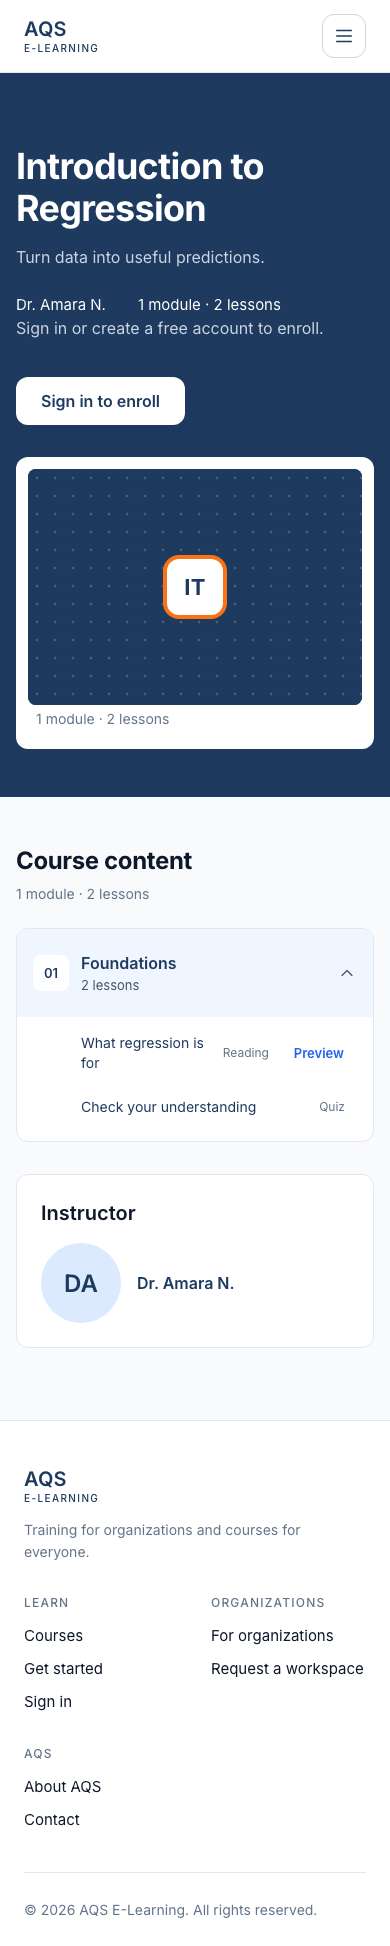 AQS
E-LEARNING
Introduction to
Regression
Turn data into useful predictions.
Dr. Amara N. 1 module · 2 lessons
Sign in or create a free account to enroll.
Sign in to enroll
IT
1 module · 2 lessons
Course content
1 module · 2 lessons
01 Foundations
2 lessons
What regression is
for
Reading Preview
Check your understanding Quiz
Instructor
DA Dr. Amara N.
AQS
E-LEARNING
Training for organizations and courses for
everyone.
LEARN
Courses
Get started
Sign in
ORGANIZATIONS
For organizations
Request a workspace
AQS
About AQS
Contact
© 2026 AQS E-Learning. All rights reserved.